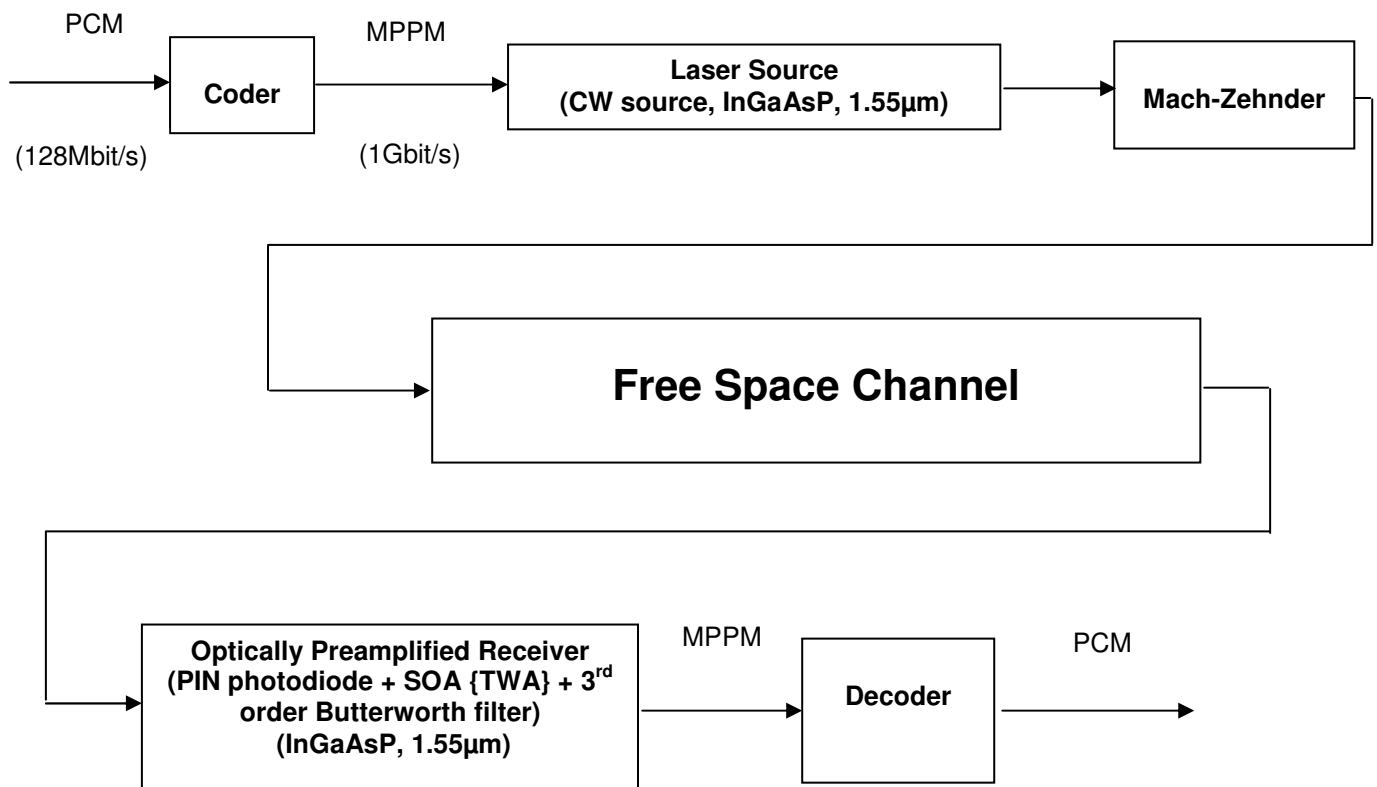 PCM
MPPM
Coder
Laser Source
(CW source, InGaAsP, 1.55µm)
Mach-Zehnder
(128Mbit/s)
(1Gbit/s)
Free Space Channel
Optically Preamplified Receiver
(PIN photodiode + SOA {TWA} + 3rd
order Butterworth filter)
(InGaAsP, 1.55µm)
MPPM
Decoder
PCM